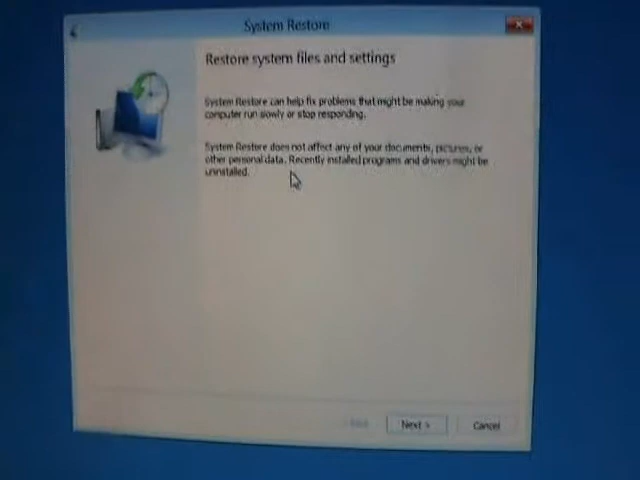 System Restore
Restore system files and settings
System Restore can help fix problems that might be making your
computer run slowly or stop responding.
System Restore does not affect any of your documents, pictures, or
other personal data. Recently installed programs and drivers might be
uninstalled.
Next >
Cancel